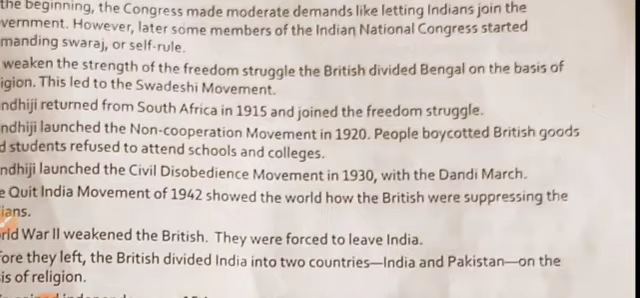 the beginning, the Congress made moderate demands like letting Indians join the
vernment. However, later some members of the Indian National Congress started
manding swaraj, or self-rule.
weaken the strength of the freedom struggle the British divided Bengal on the basis of
igion. This led to the Swadeshi Movement.
ndhiji returned from South Africa in 1915 and joined the freedom struggle.
ndhiji launched the Non-cooperation Movement in 1920. People boycotted British goods
d students refused to attend schools and colleges.
ndhiji launched the Civil Disobedience Movement in 1930, with the Dandi March.
e Quit India Movement of 1942 showed the world how the British were suppressing the
ians.
rld War II weakened the British. They were forced to leave India.
fore they left, the British divided India into two countries—India and Pakistan—on the
is of religion.